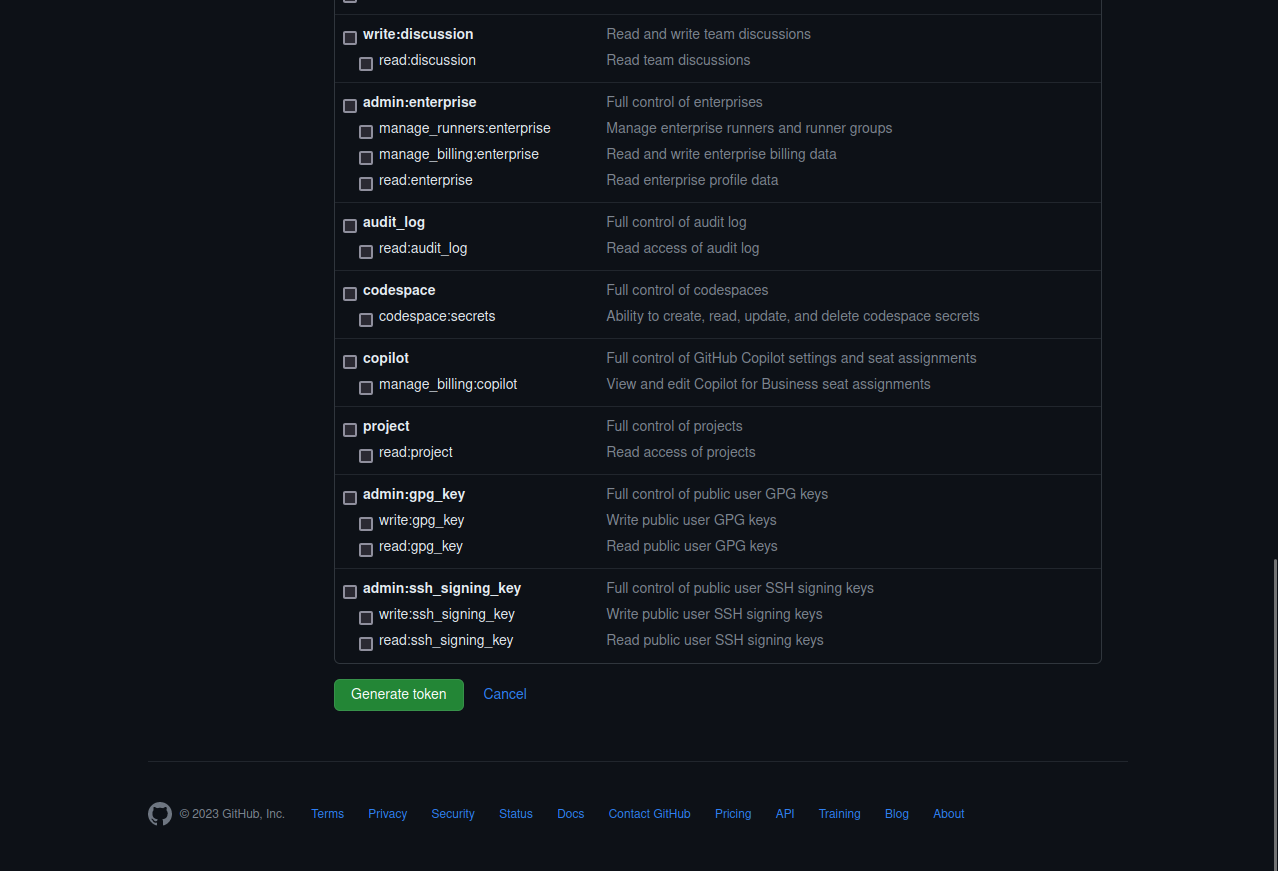 write:discussion Read and write team discussions
read:discussion Read team discussions
admin:enterprise Full control of enterprises
manage_runners:enterprise Manage enterprise runners and runner groups
manage_billing:enterprise Read and write enterprise billing data
read:enterprise Read enterprise profile data
audit_log Full control of audit log
read:audit_log Read access of audit log
codespace Full control of codespaces
codespace:secrets Ability to create, read, update, and delete codespace secrets
copilot Full control of GitHub Copilot settings and seat assignments
manage_billing:copilot View and edit Copilot for Business seat assignments
project Full control of projects
read:project Read access of projects
admin:gpg_key Full control of public user GPG keys
write:gpg_key Write public user GPG keys
read:gpg_key Read public user GPG keys
admin:ssh_signing_key Full control of public user SSH signing keys
write:ssh_signing_key Write public user SSH signing keys
read:ssh_signing_key Read public user SSH signing keys
Generate token Cancel
© 2023 GitHub, Inc. Terms Privacy Security Status Docs Contact GitHub Pricing API Training Blog About